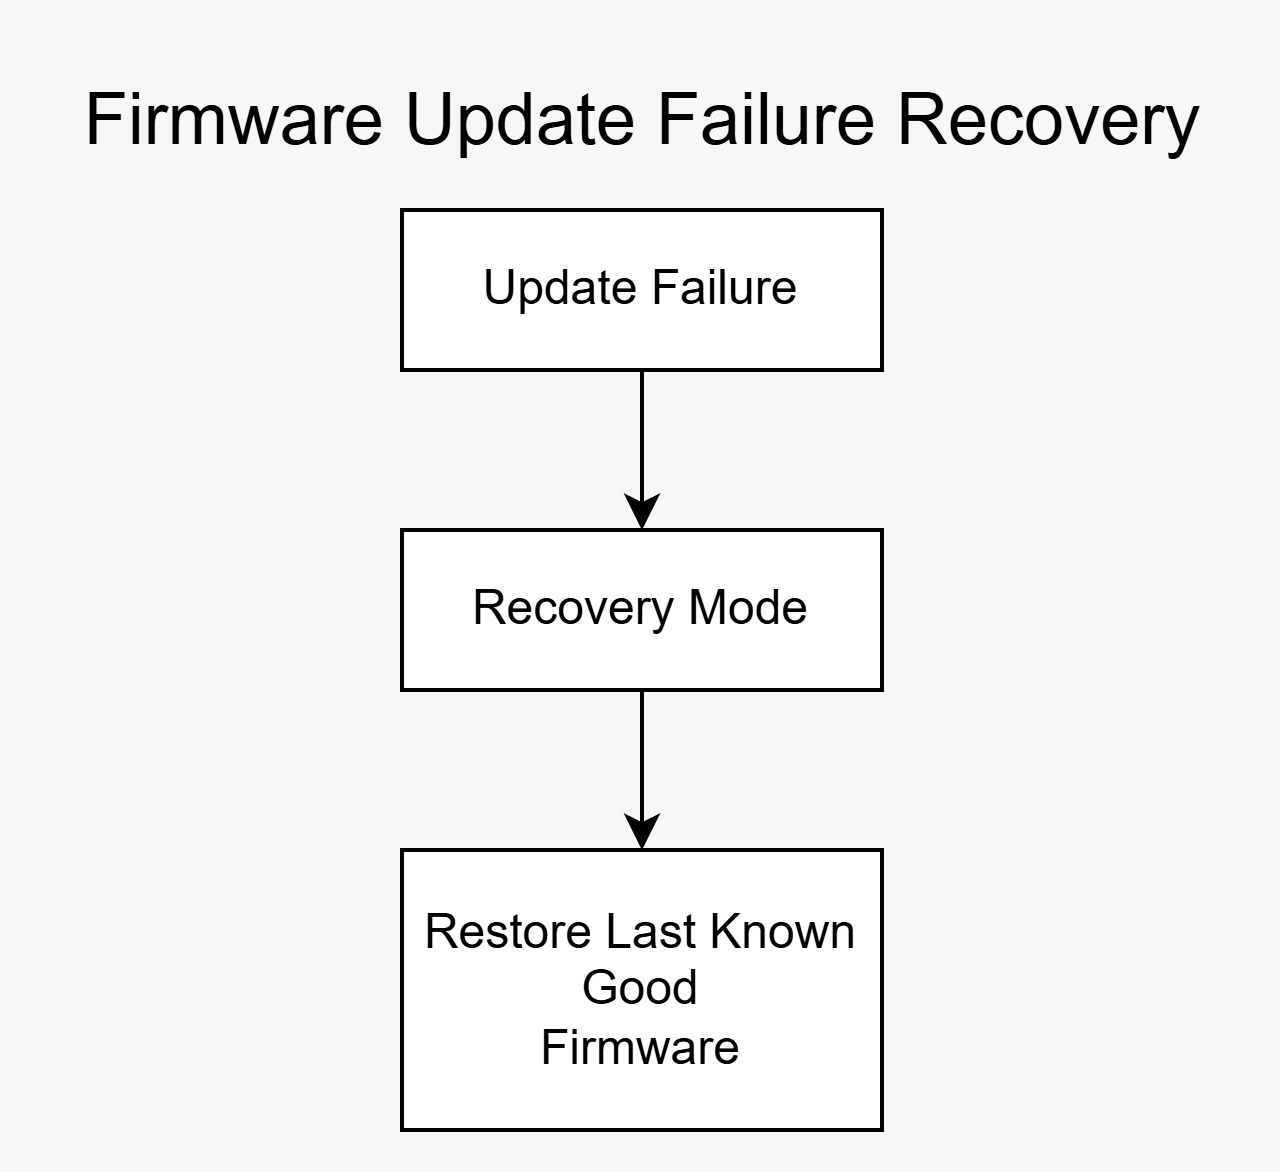 Firmware Update Failure Recovery
Update Failure
Recovery Mode
Restore Last Known
Good
Firmware